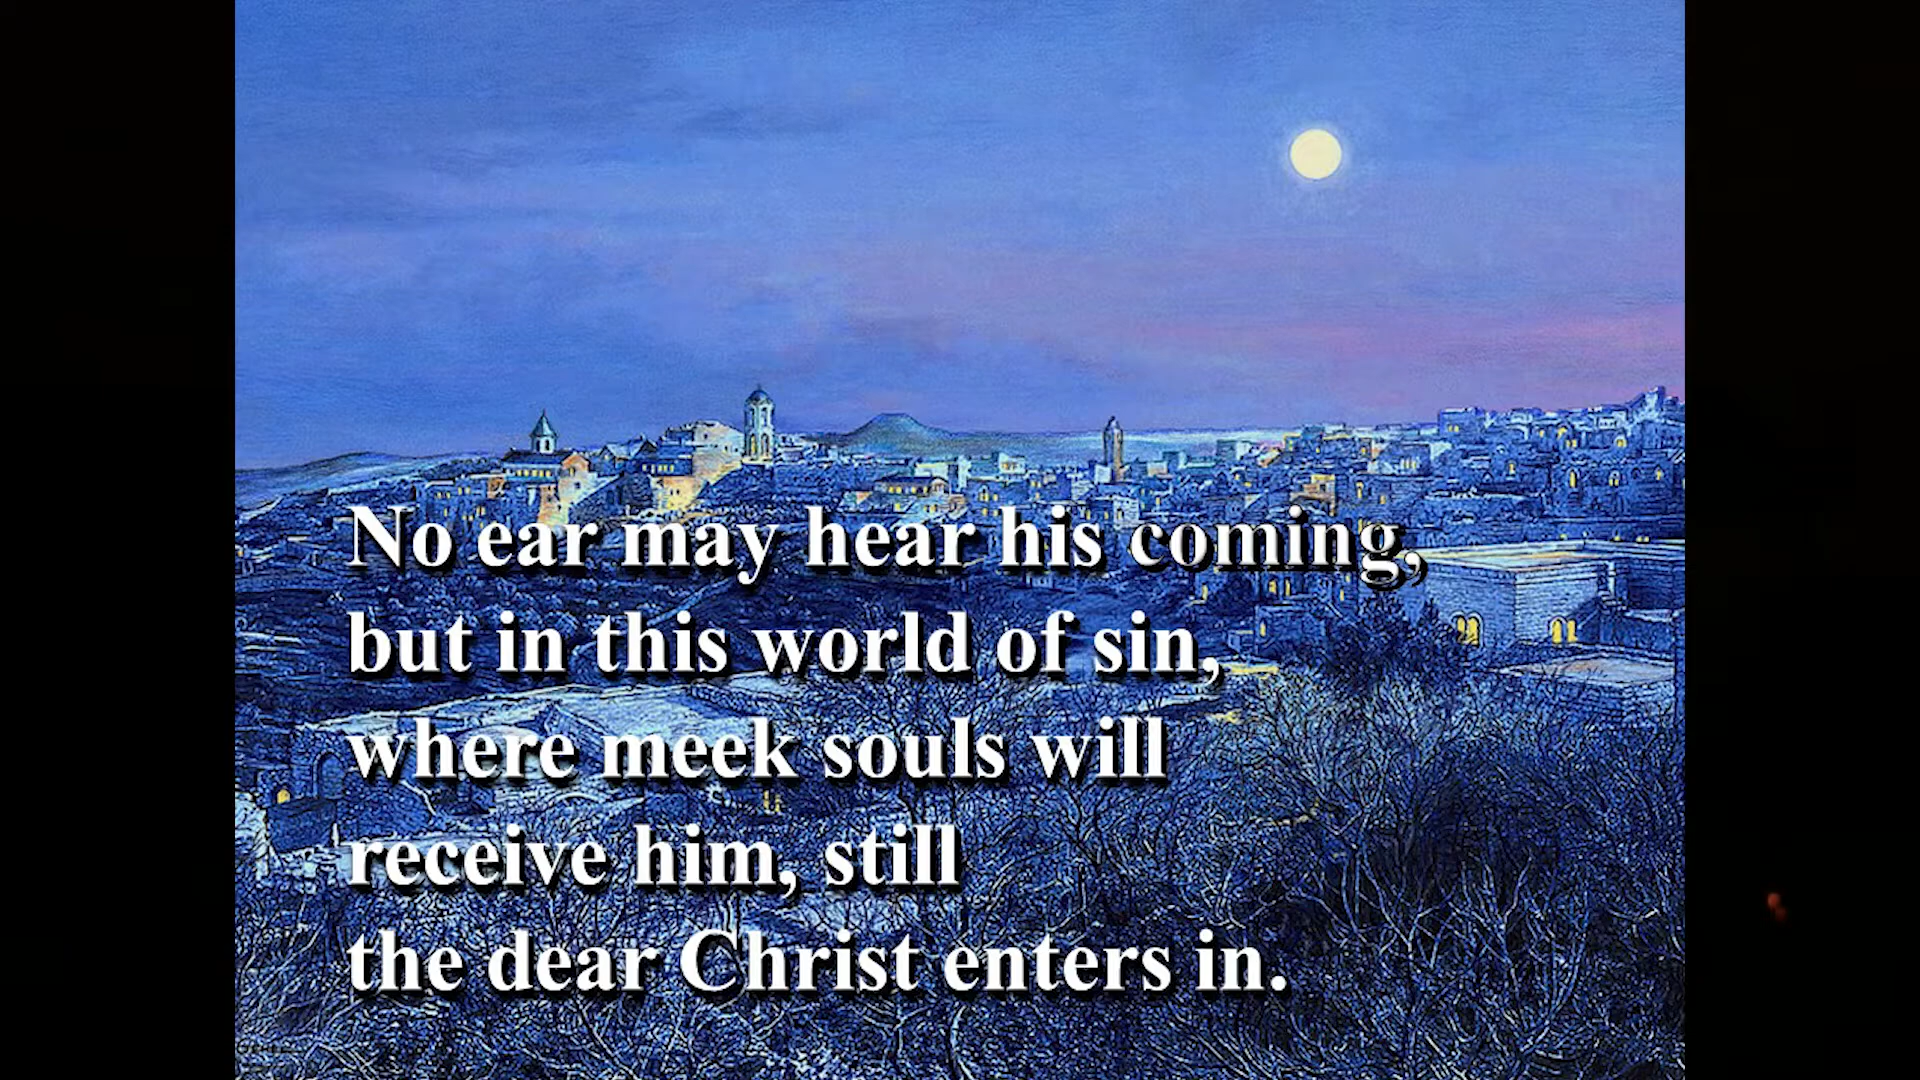 No ear may hear his coming,
but in this world of sin,
where meek souls will
receive him, still
the dear Christ enters in.